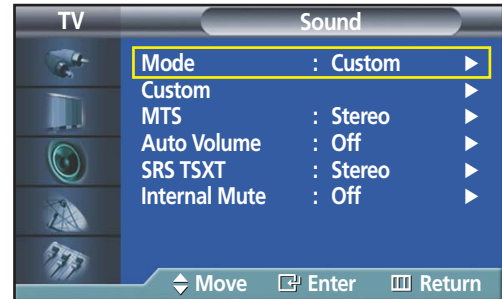 TV Sound
Mode : Custom
Custom
MTS : Stereo
Auto Volume : Off
SRS TSXT : Stereo
Internal Mute : Off
Move Enter Return